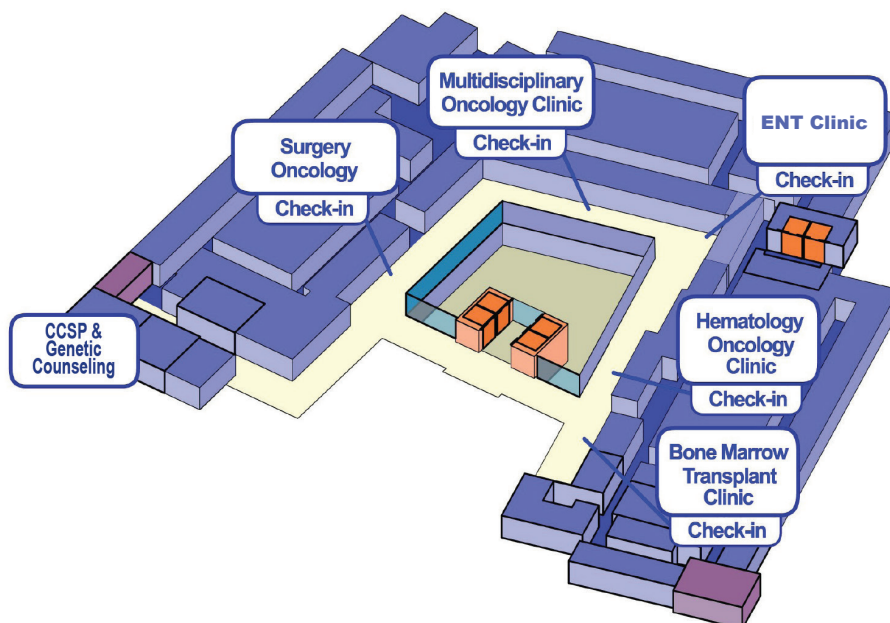 Multidisciplinary
Oncology Clinic
Check-in
ENT Clinic
Check-in
Surgery
Oncology
Check-in
CCSP &
Genetic
Counseling
Hematology
Oncology
Clinic
Check-in
Bone Marrow
Transplant
Clinic
Check-in